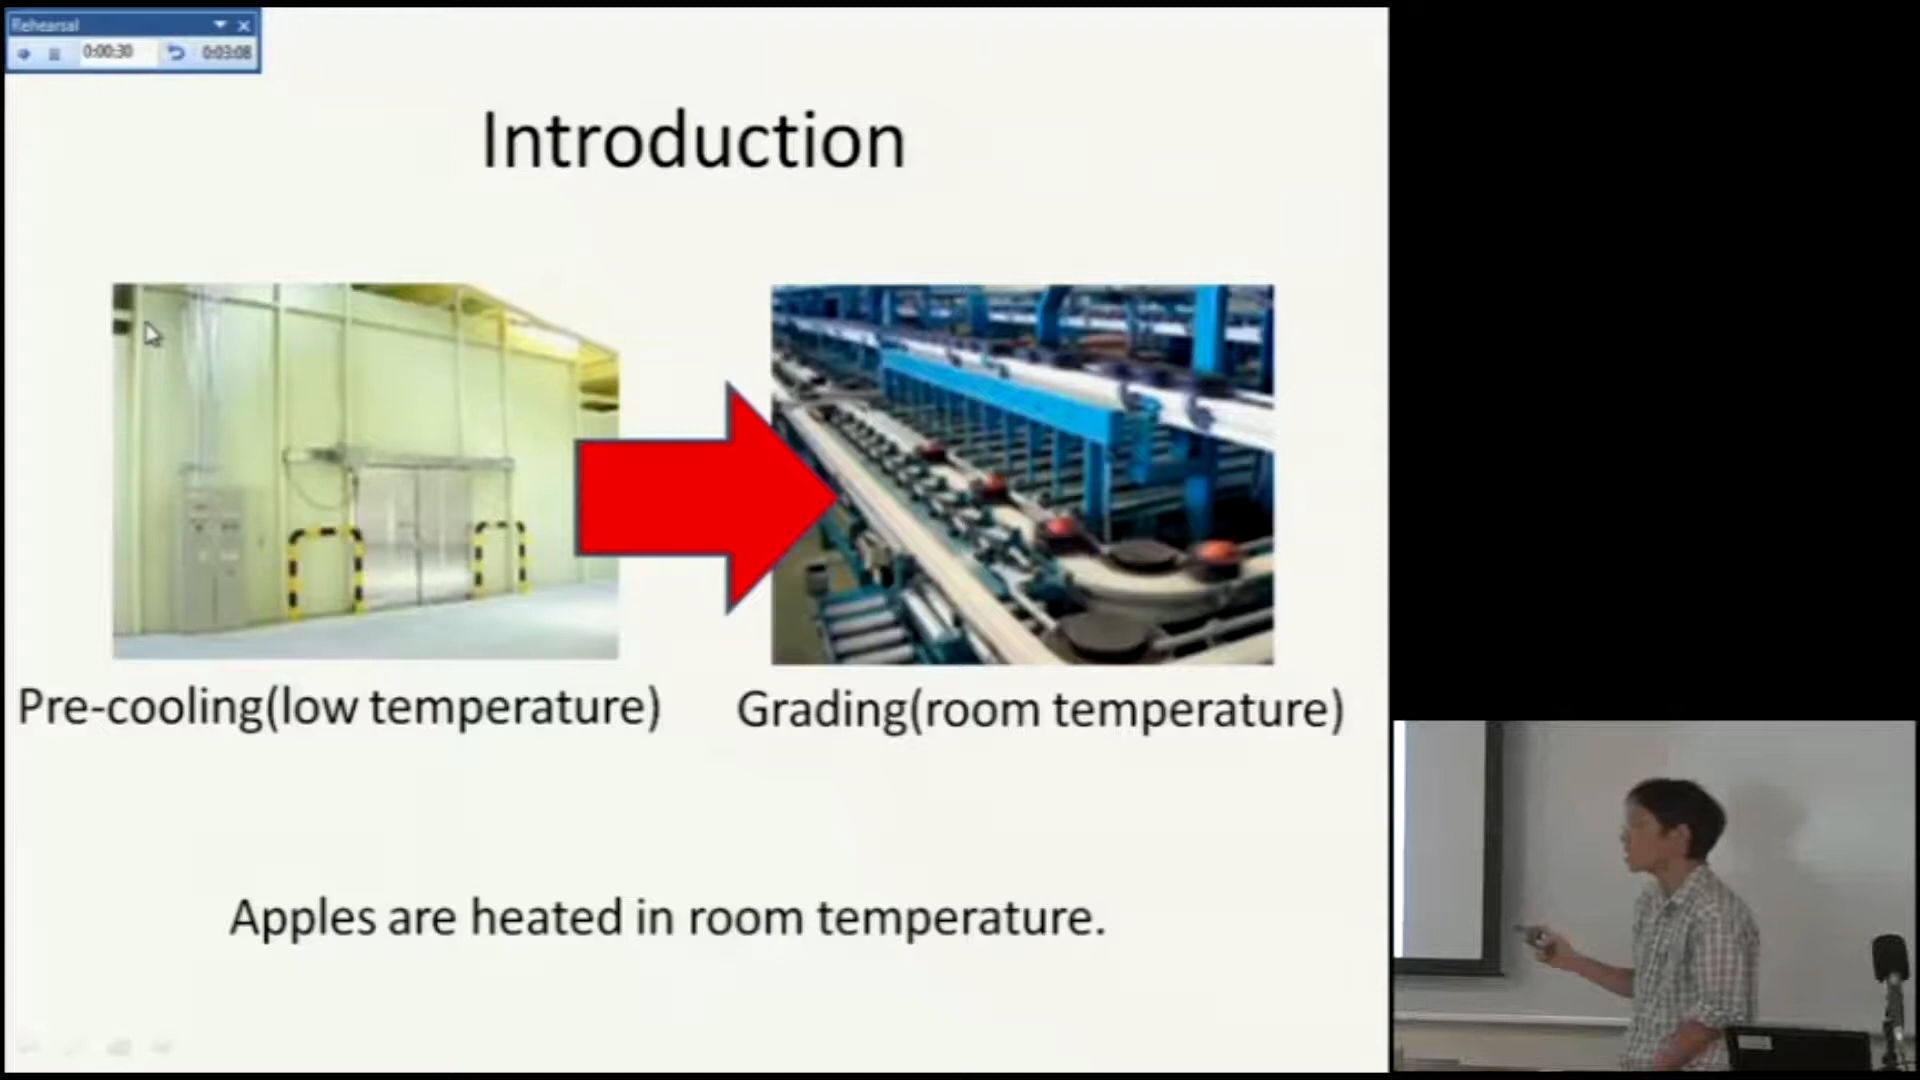 Rehearsal
0:00:30 0:03:08
Introduction
Pre-cooling(low temperature)
Grading(room temperature)
Apples are heated in room temperature.